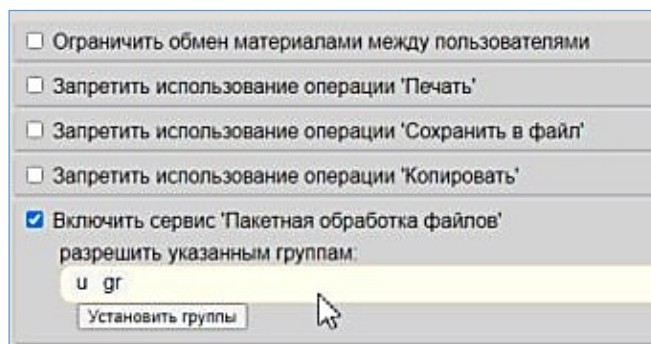 Ограничить обмен материалами между пользователями
Запретить использование операции 'Печать'
Запретить использование операции 'Сохранить в файл'
Запретить использование операции 'Копировать'
Включить сервис 'Пакетная обработка файлов'
разрешить указанным группам:
u gr
Установить группы